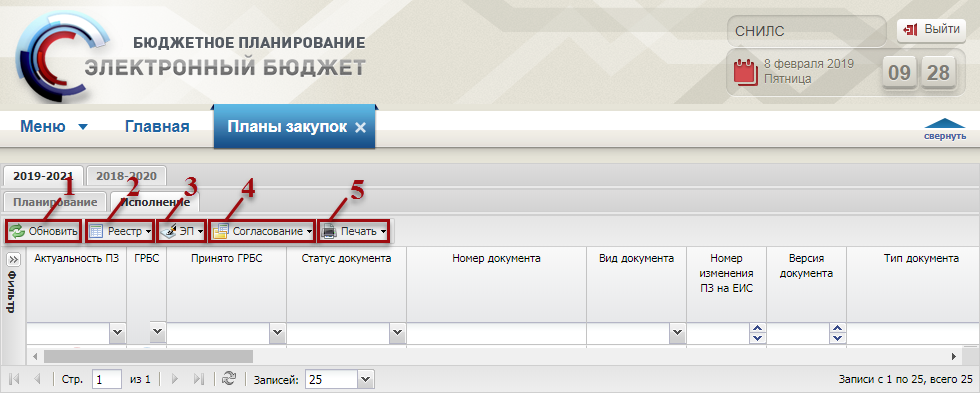 БЮДЖЕТНОЕ ПЛАНИРОВАНИЕ
ЭЛЕКТРОННЫЙ БЮДЖЕТ
СНИЛС
Выйти
8 февраля 2019
Пятница
09 28
Меню Главная Планы закупок
свернуть
2019-2021 2018-2020
1 2 3 4 5
Планирование Исполнение
Обновить Реестр ЭП Согласование Печать
Фильтр
Актуальность ПЗ ГРБС Принято ГРБС Статус документа Номер документа Вид документа Номер изменения ПЗ на ЕИС Версия документа Тип документа
Стр. 1 из 1 Записей: 25 Записи с 1 по 25, всего 25